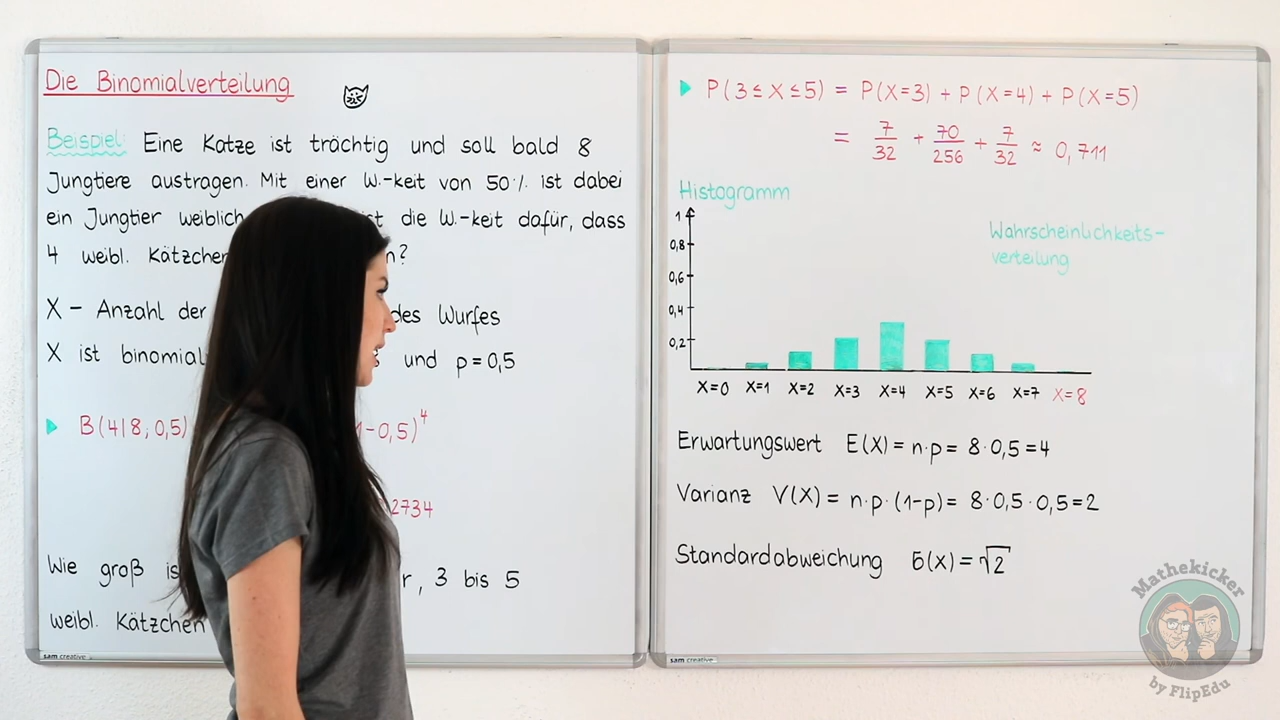 Die Binomialverteilung
Beispiel: Eine Katze ist trächtig und soll bald 8
Jungtiere austragen. Mit einer W.-keit von 50% ist dabei
ein Jungtier weiblich die W.-keit dafür, dass
4 weibl. Kätzchen n?
X – Anzahl der des Wurfes
X ist binomial und p=0,5
B(4|8; 0,5) 1-0,5)⁴
2734
Wie groß is r, 3 bis 5
weibl. Kätzchen
sam creative
P(3≤X≤5) = P(X=3) + P(X=4) + P(X=5)
= 7/32 + 70/256 + 7/32 ≈ 0,711
Histogramm
1
0,8
0,6
0,4
0,2
Wahrscheinlichkeits-
verteilung
X=0 X=1 X=2 X=3 X=4 X=5 X=6 X=7 X=8
Erwartungswert E(X) = n·p = 8·0,5=4
Varianz V(X) = n·p·(1-p) = 8·0,5·0,5=2
Standardabweichung б(X) = √2
sam creative
Mathekicker
by FlipEdu